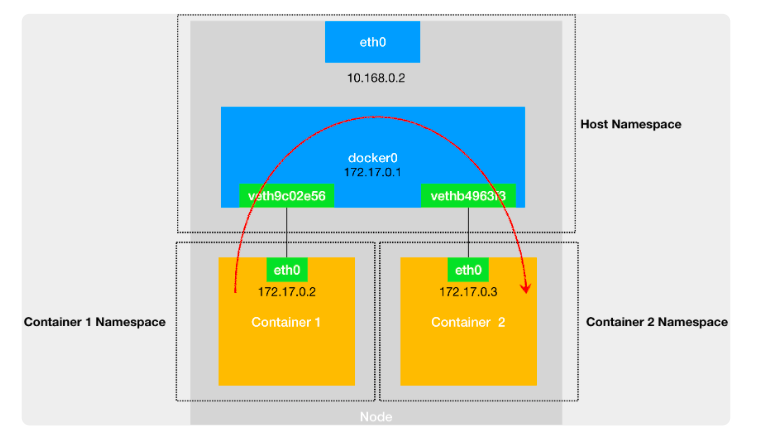 eth0
10.168.0.2
Host Namespace
docker0
172.17.0.1
veth9c02e56
vethb4963f3
eth0
eth0
172.17.0.2
172.17.0.3
Container 1 Namespace
Container 1
Container 2
Container 2 Namespace
Node